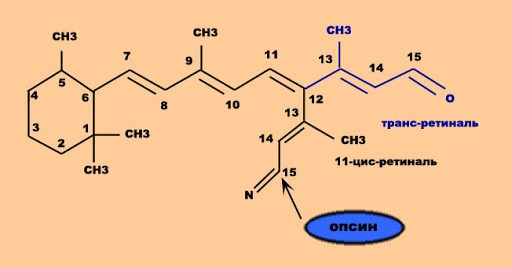 CH3 CH3 CH3
7 9 11 13 15
5 14
4 6 8 10 12 O
3 13 транс-ретиналь
2 1 CH3 14 CH3
11-цис-ретиналь
CH3 15
N
опсин